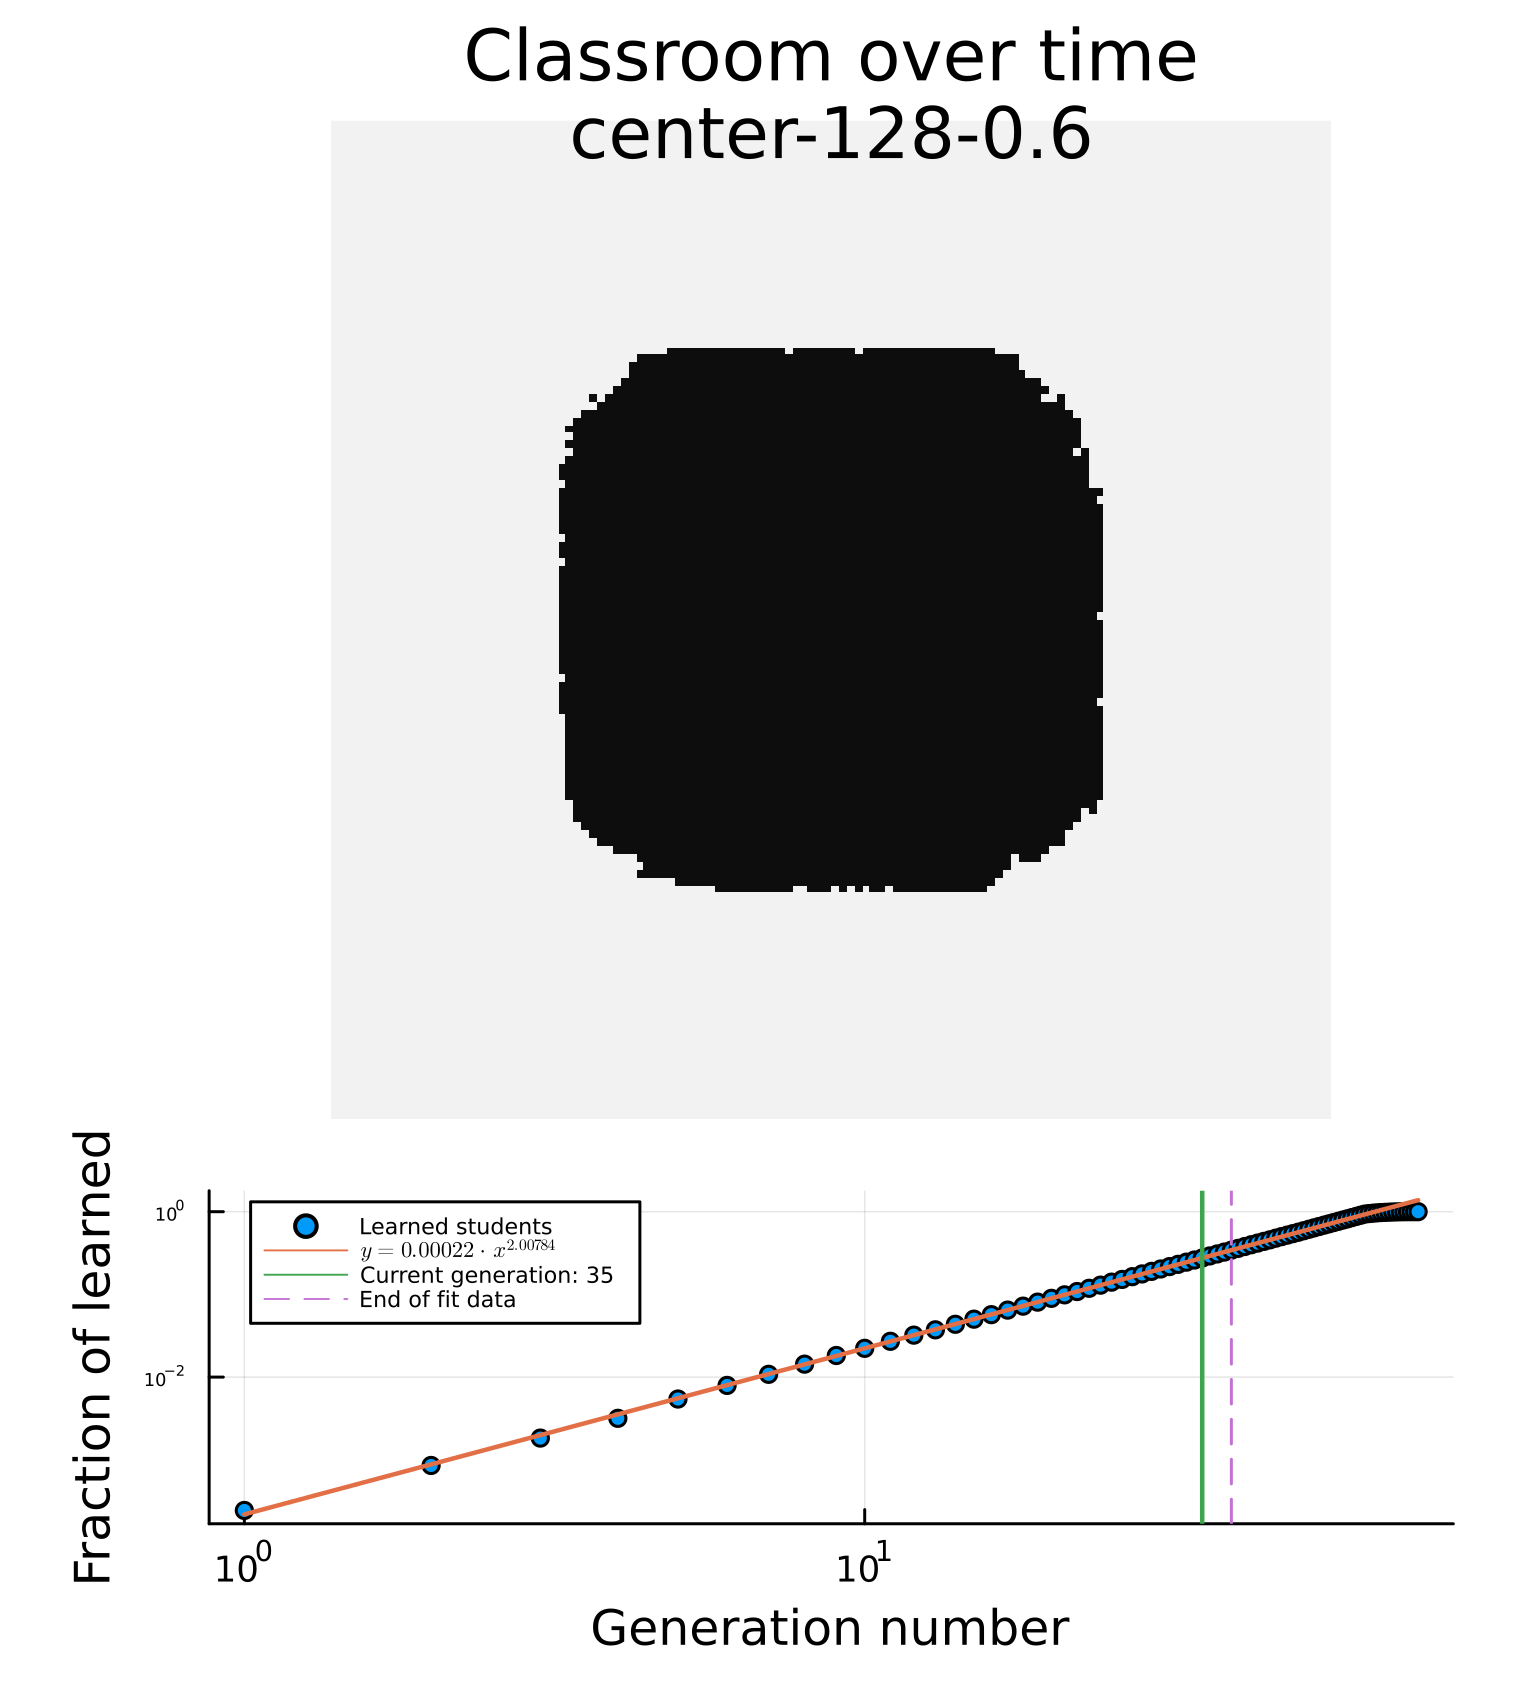 Classroom over time
center-128-0.6
Fraction of learned
10⁰
10⁻²
Learned students
y = 0.00022 · x^2.00784
Current generation: 35
End of fit data
10⁰
10¹
Generation number